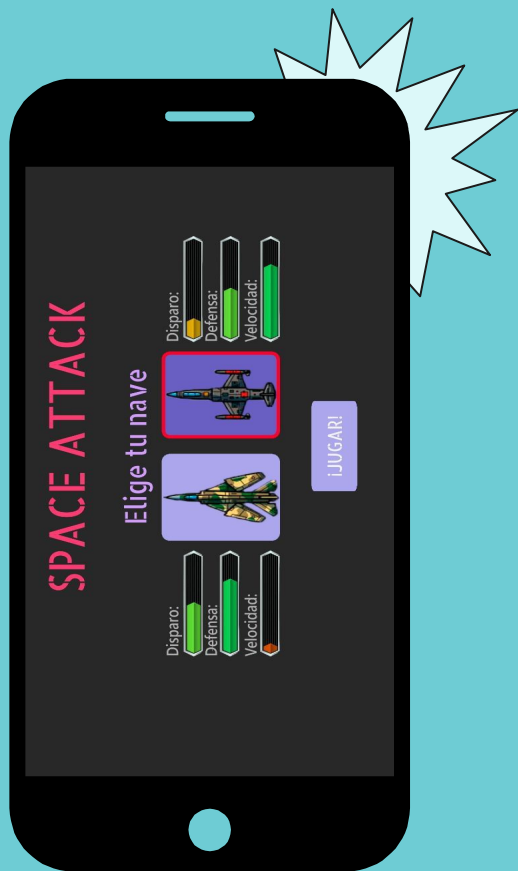 SPACE ATTACK
Elige tu nave
Disparo:
Defensa:
Velocidad:
Disparo:
Defensa:
Velocidad:
¡JUGAR!